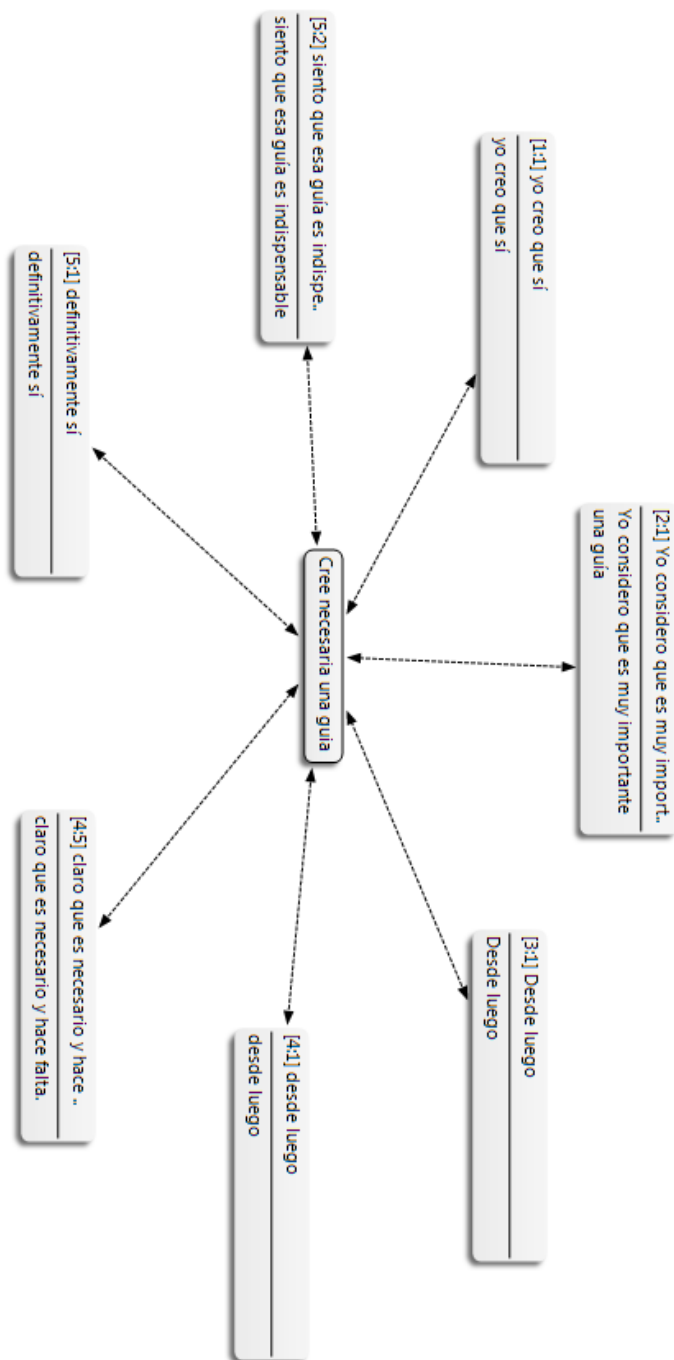 [2:1] Yo considero que es muy import..
Yo considero que es muy importante
una guía
[1:1] yo creo que sí
yo creo que sí
[3:1] Desde luego
Desde luego
[5:2] siento que esa guía es indispe..
siento que esa guía es indispensable
Cree necesaria una guia
[4:1] desde luego
desde luego
[5:1] definitivamente sí
definitivamente sí
[4:5] claro que es necesario y hace ..
claro que es necesario y hace falta.